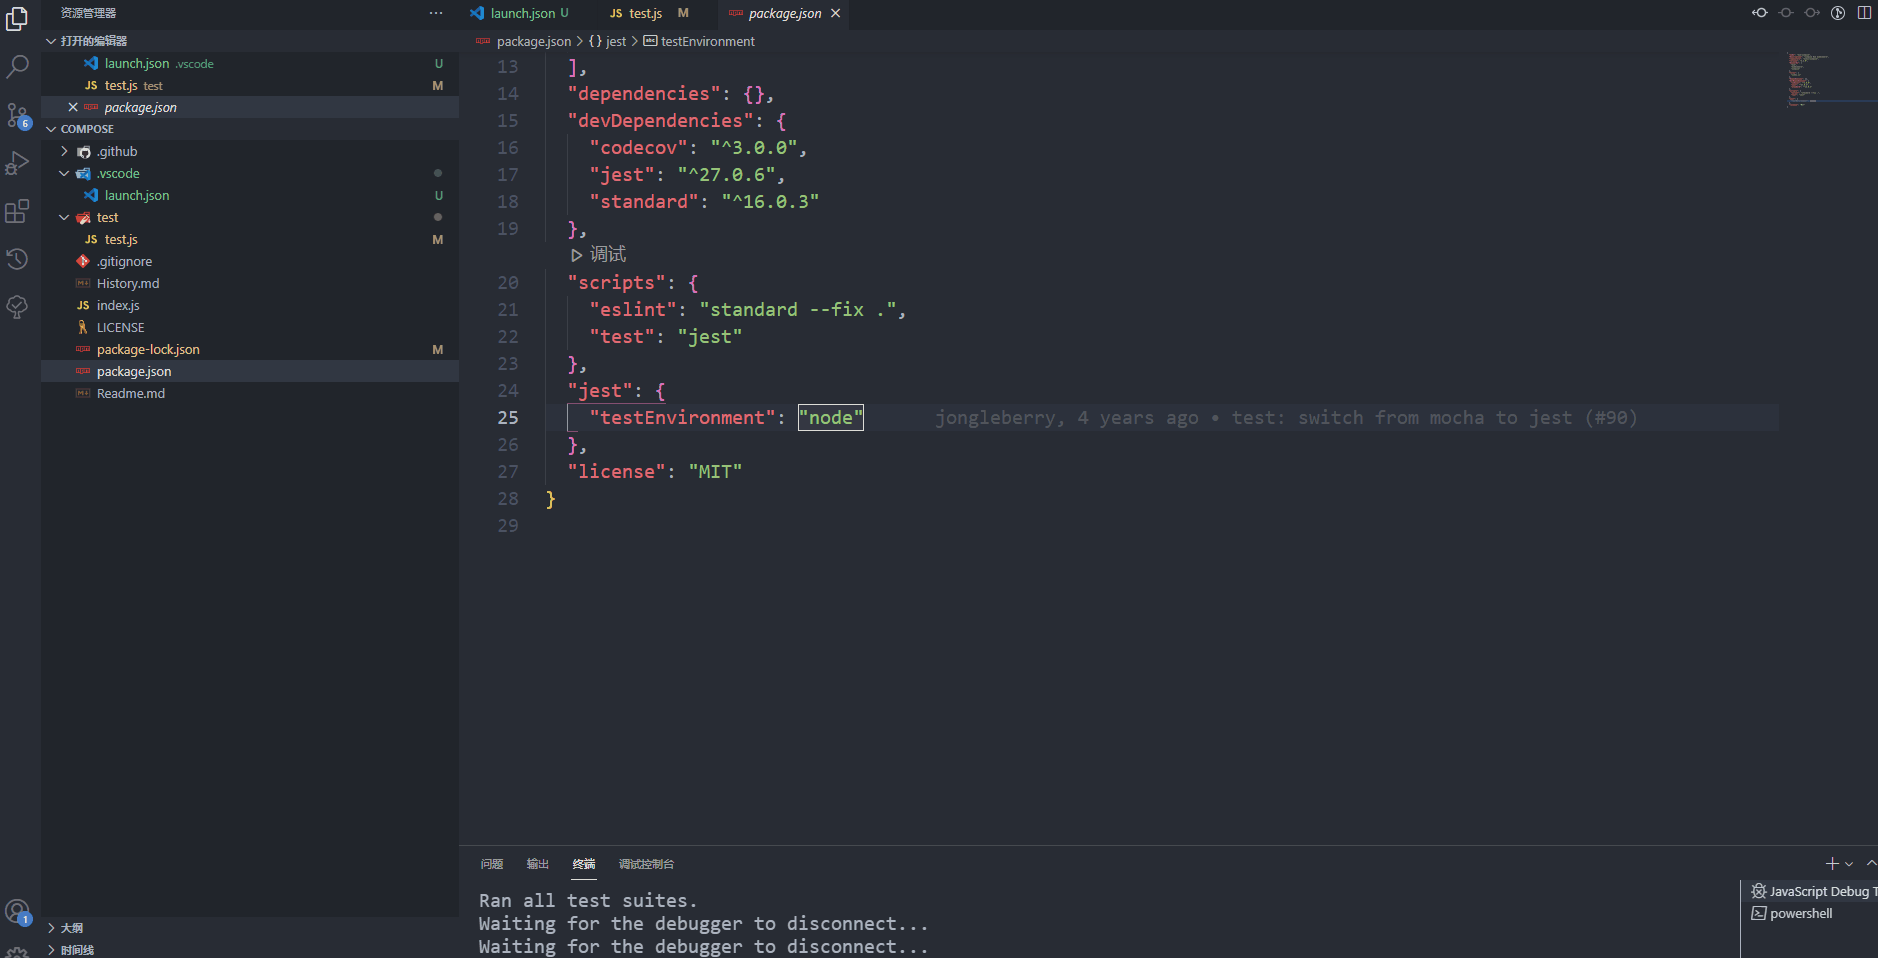 资源管理器
launch.json U
JS test.js M
package.json
打开的编辑器
launch.json .vscode U
JS test.js test M
package.json
COMPOSE
.github
.vscode
launch.json U
test
JS test.js M
.gitignore
History.md
JS index.js
LICENSE
package-lock.json M
package.json
Readme.md
大纲
时间线
6
1
package.json > {} jest > testEnvironment
13 ],
14 "dependencies": {},
15 "devDependencies": {
16 "codecov": "^3.0.0",
17 "jest": "^27.0.6",
18 "standard": "^16.0.3"
19 },
调试
20 "scripts": {
21 "eslint": "standard --fix .",
22 "test": "jest"
23 },
24 "jest": {
25 "testEnvironment": "node" jongleberry, 4 years ago • test: switch from mocha to jest (#90)
26 },
27 "license": "MIT"
28 }
29
问题 输出 终端 调试控制台
Ran all test suites.
Waiting for the debugger to disconnect...
Waiting for the debugger to disconnect...
JavaScript Debug T
powershell